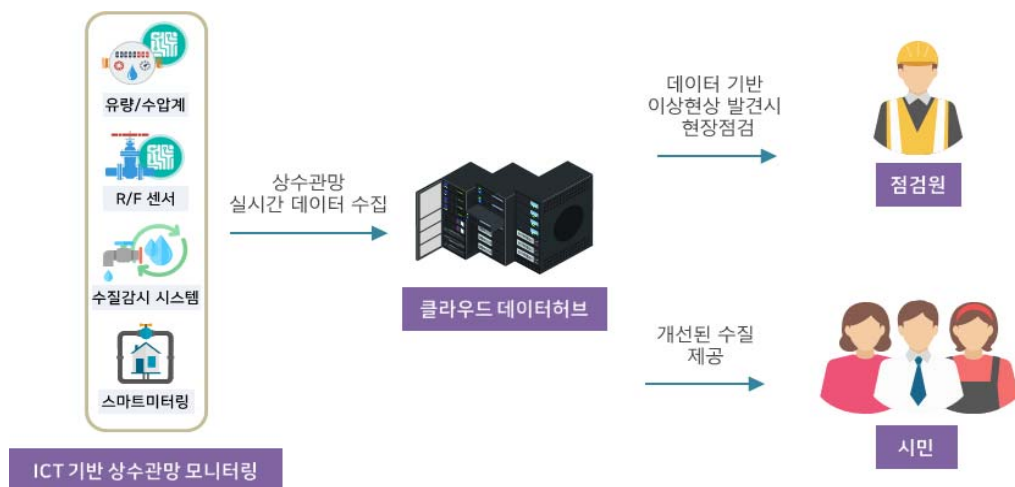 유량/수압계
R/F 센서
수질감시 시스템
스마트미터링
ICT 기반 상수관망 모니터링
상수관망
실시간 데이터 수집
클라우드 데이터허브
데이터 기반
이상현상 발견시
현장점검
점검원
개선된 수질
제공
시민